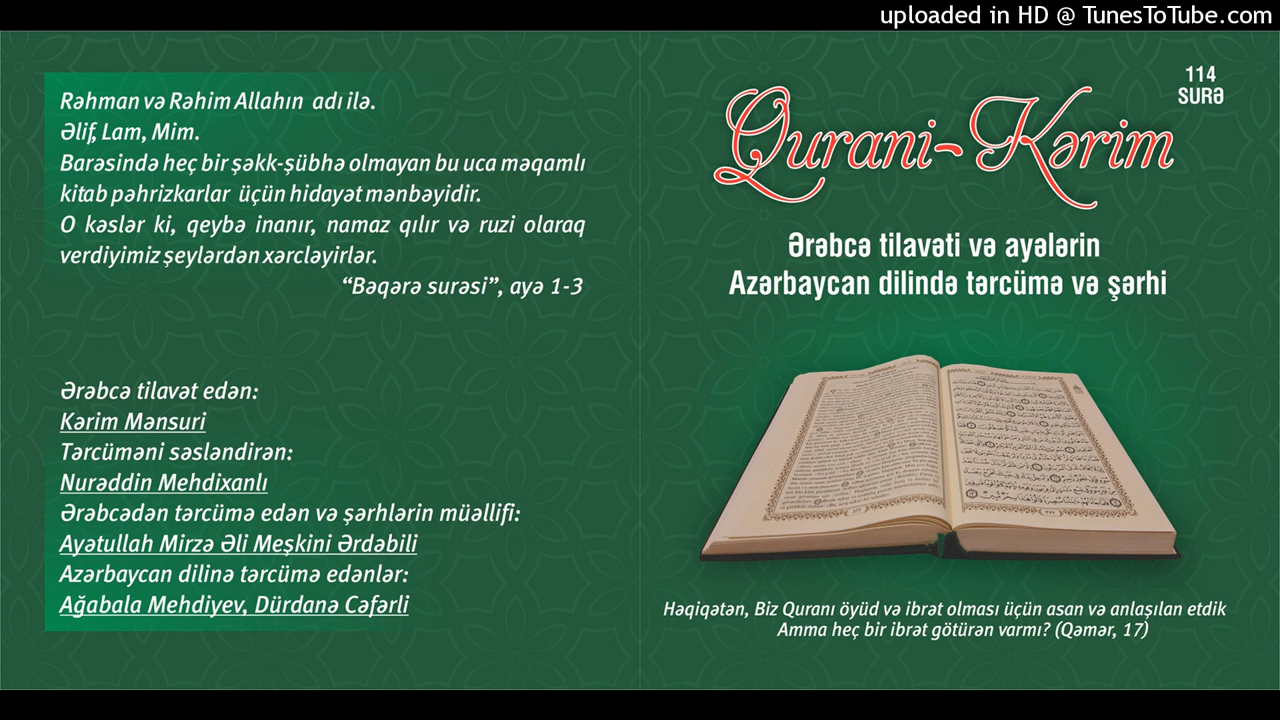 uploaded in HD @ TunesToTube.com
Rəhman və Rəhim Allahın adı ilə.
Əlif, Lam, Mim.
Barəsində heç bir şəkk-şübhə olmayan bu uca məqamlı
kitab pəhrizkarlar üçün hidayət mənbəyidir.
O kəslər ki, qeybə inanır, namaz qılır və ruzi olaraq
verdiyimiz şeylərdən xərcləyirlər.
“Bəqərə surəsi”, ayə 1-3
Ərəbcə tilavət edən:
Kərim Mənsuri
Tərcüməni səsləndirən:
Nurəddin Mehdixanlı
Ərəbcədən tərcümə edən və şərhlərin müəllifi:
Ayətullah Mirzə Əli Meşkini Ərdəbili
Azərbaycan dilinə tərcümə edənlər:
Ağabala Mehdiyev, Dürdanə Cəfərli
114
SURƏ
Qurani-Kərim
Ərəbcə tilavəti və ayələrin
Azərbaycan dilində tərcümə və şərhi
Həqiqətən, Biz Quranı öyüd və ibrət olması üçün asan və anlaşılan etdik
Amma heç bir ibrət götürən varmı? (Qəmər, 17)